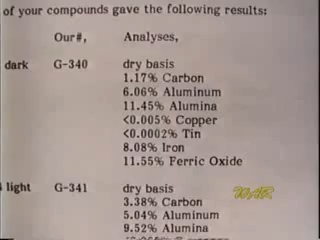 of your compounds gave the following results:
Our#, Analyses,
dark G-340 dry basis
1.17% Carbon
6.06% Aluminum
11.45% Alumina
<0.005% Copper
<0.0002% Tin
8.08% Iron
11.55% Ferric Oxide
light G-341 dry basis
3.38% Carbon
5.04% Aluminum
9.52% Alumina